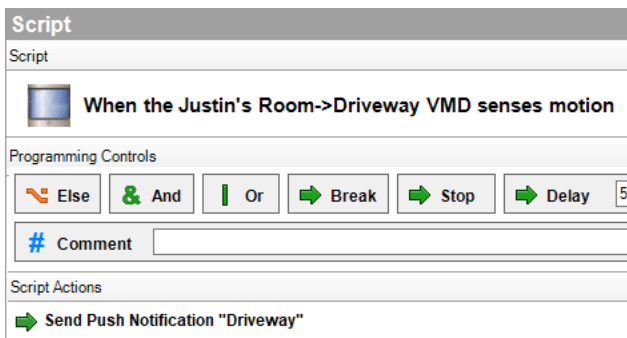 Script
Script
When the Justin's Room->Driveway VMD senses motion
Programming Controls
Else & And Or Break Stop Delay 5
# Comment
Script Actions
Send Push Notification "Driveway"